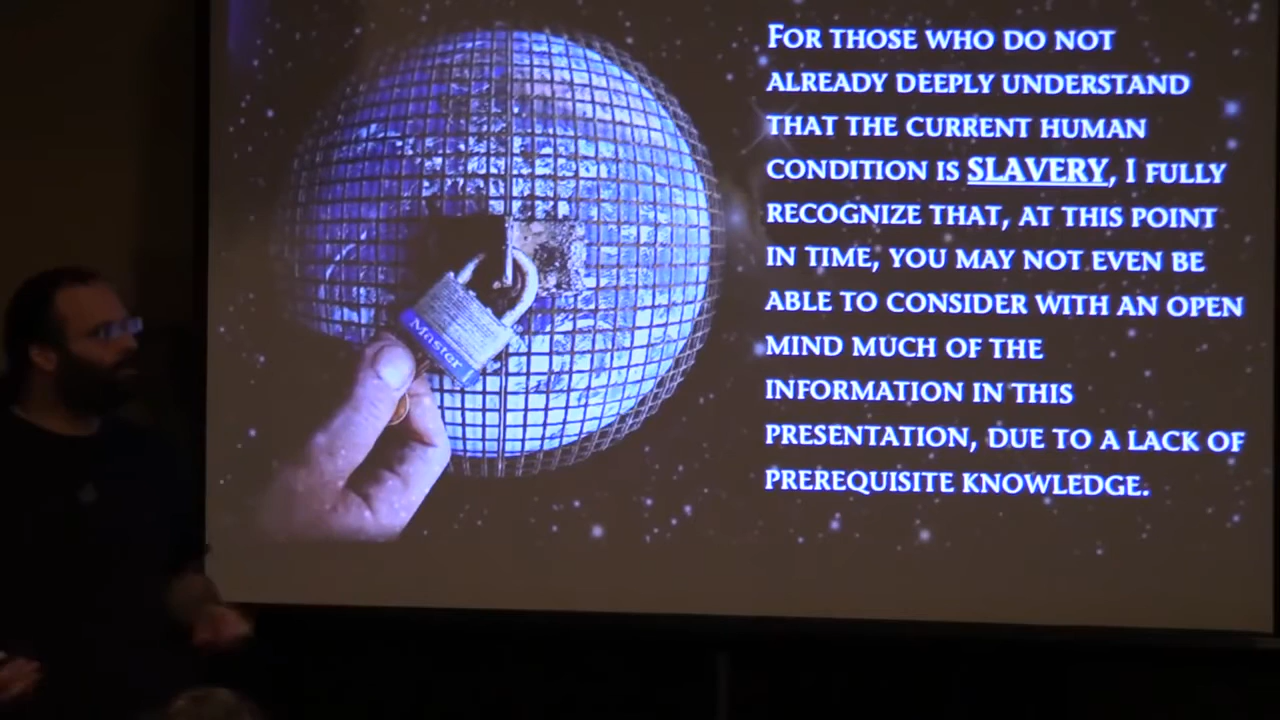 Master
FOR THOSE WHO DO NOT
ALREADY DEEPLY UNDERSTAND
THAT THE CURRENT HUMAN
CONDITION IS SLAVERY, I FULLY
RECOGNIZE THAT, AT THIS POINT
IN TIME, YOU MAY NOT EVEN BE
ABLE TO CONSIDER WITH AN OPEN
MIND MUCH OF THE
INFORMATION IN THIS
PRESENTATION, DUE TO A LACK OF
PREREQUISITE KNOWLEDGE.